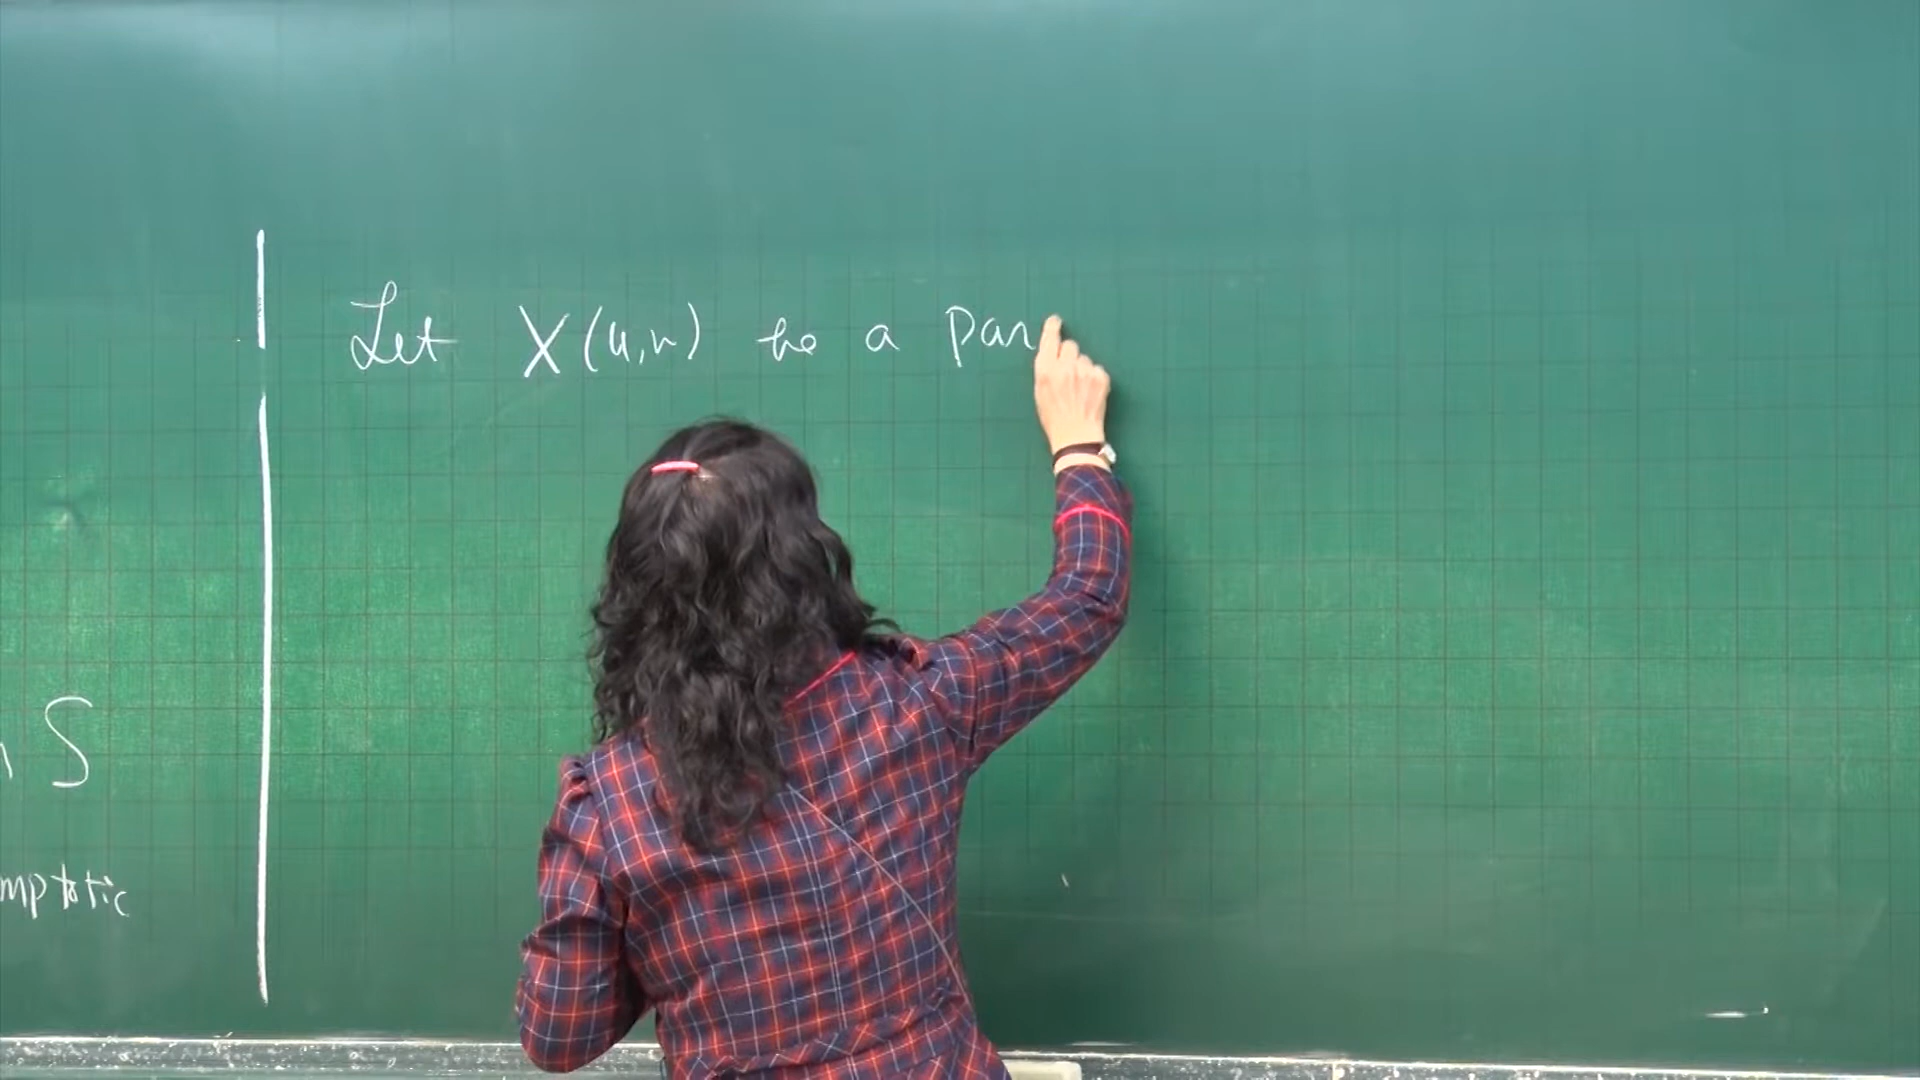 Let X(u,v) be a par
S
mptotic